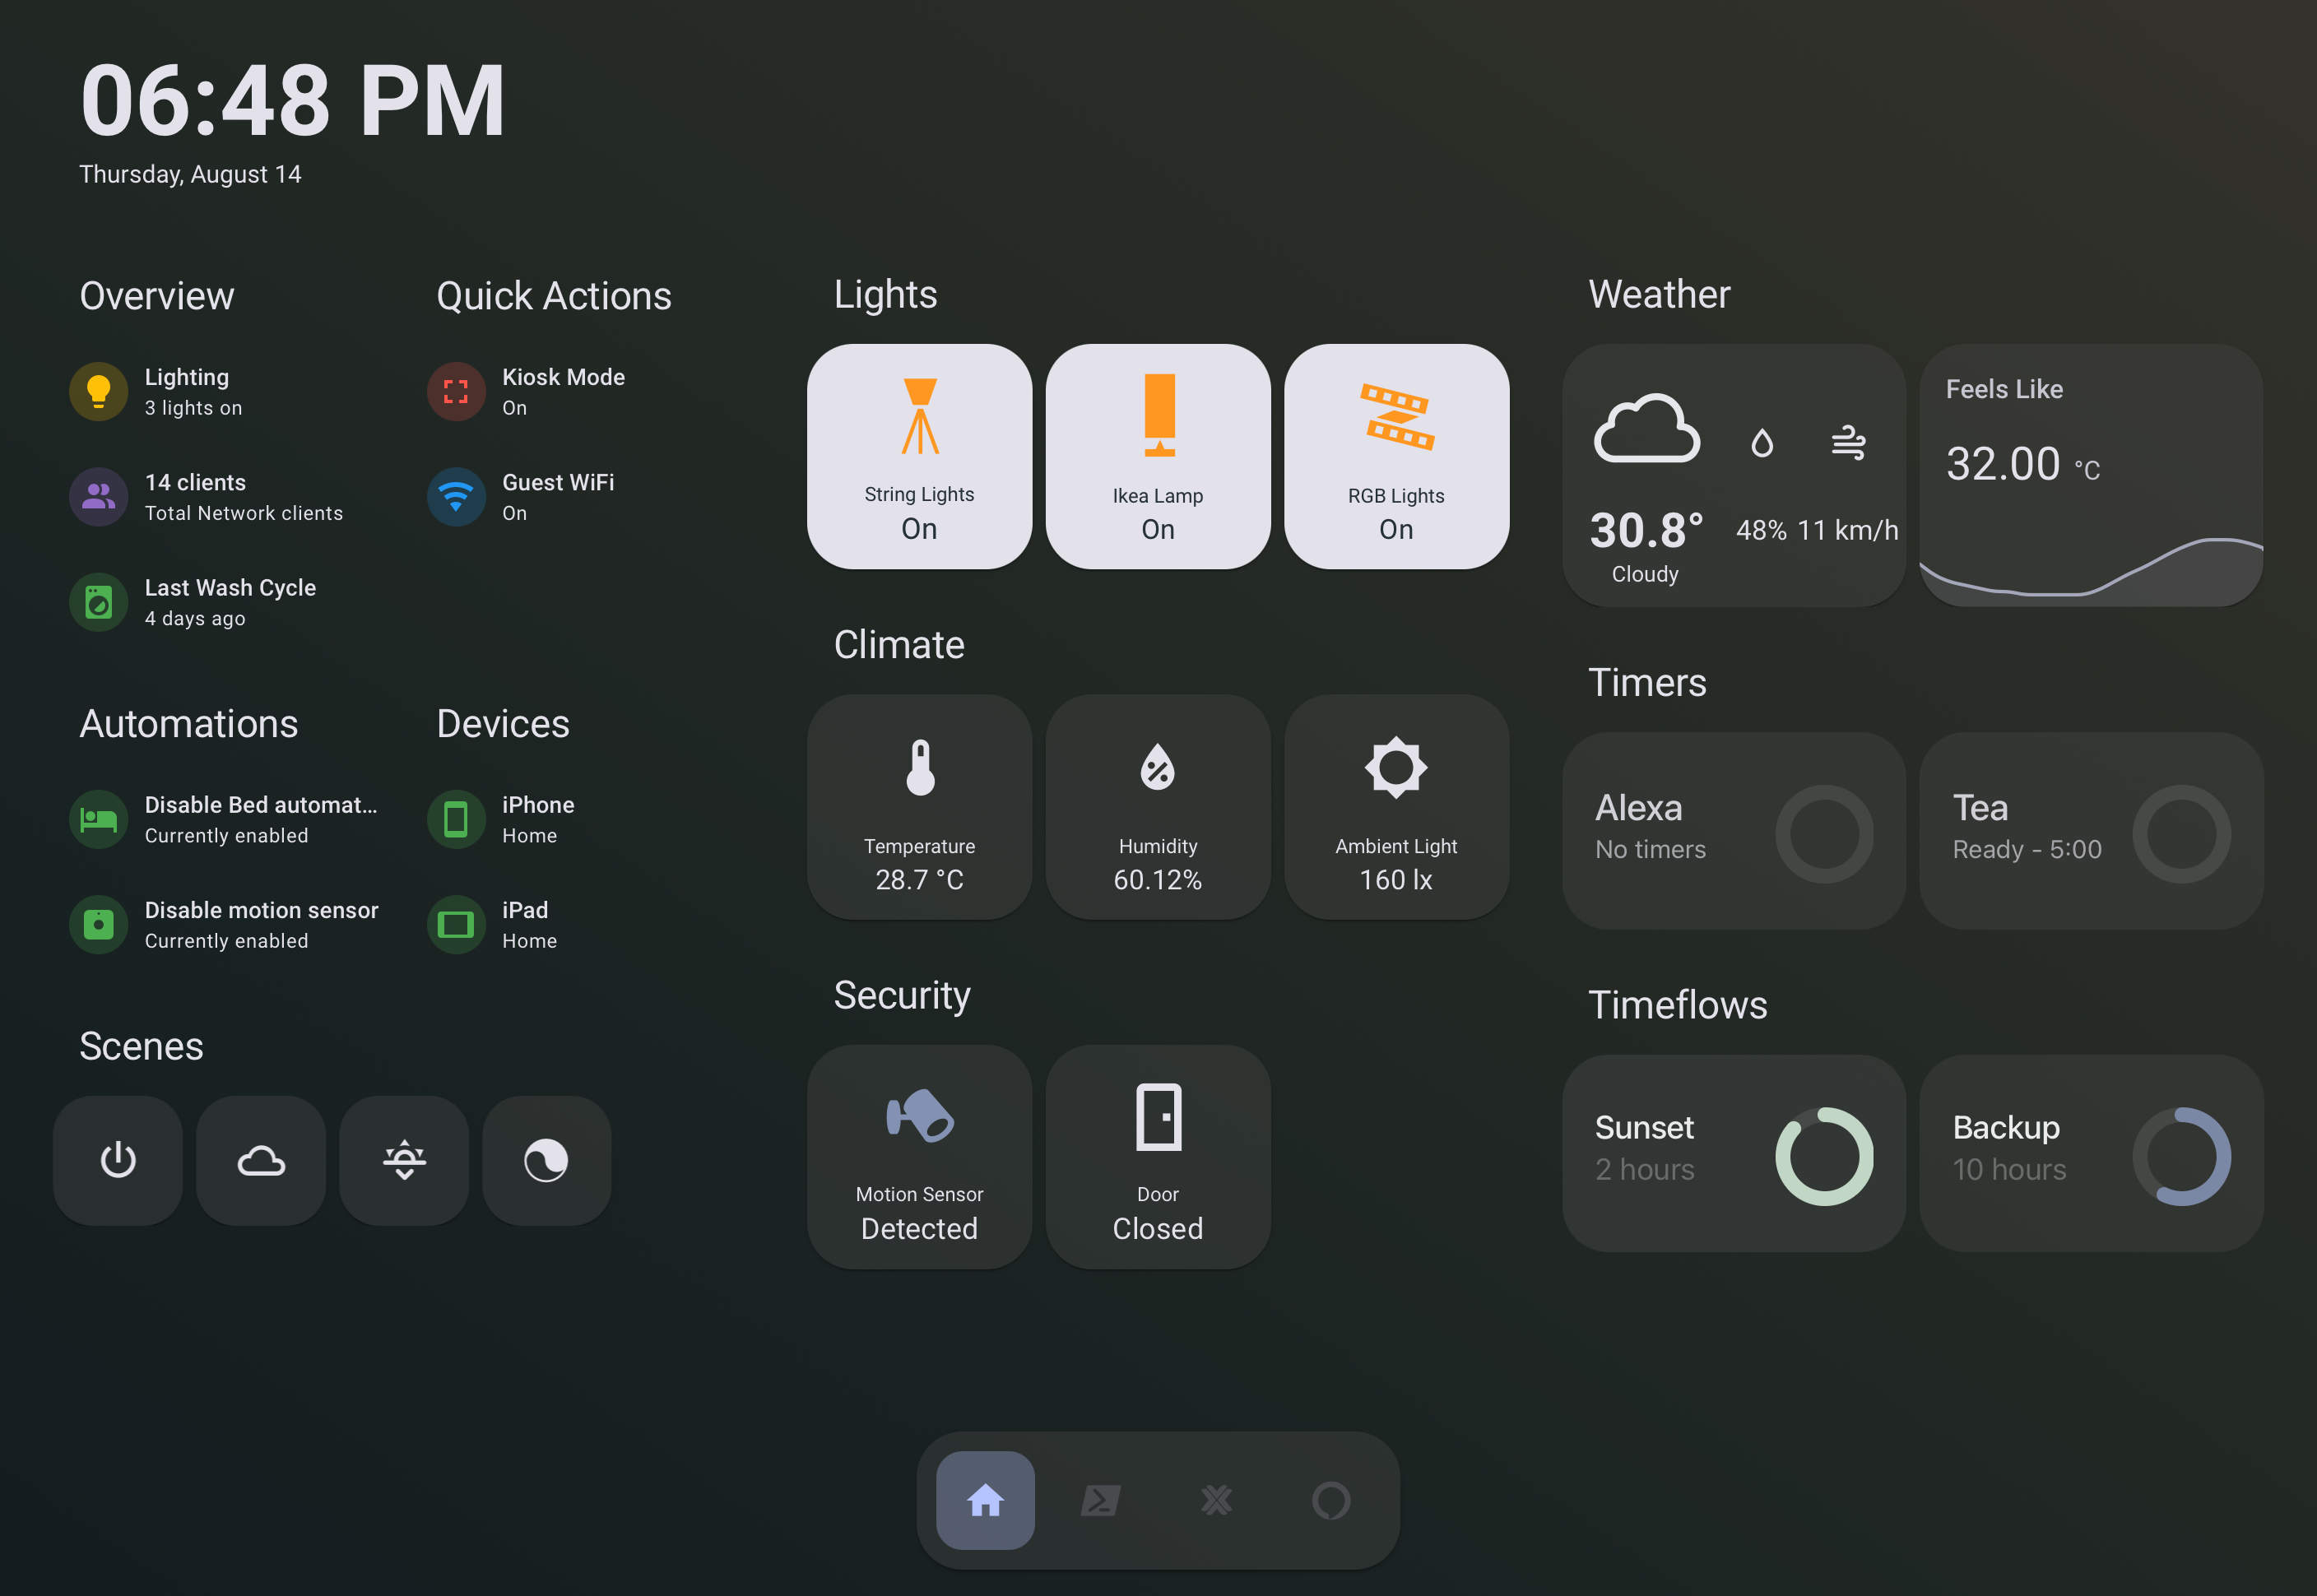 06:48 PM
Thursday, August 14
Overview
Lighting
3 lights on
14 clients
Total Network clients
Last Wash Cycle
4 days ago
Quick Actions
Kiosk Mode
On
Guest WiFi
On
Automations
Disable Bed automat...
Currently enabled
Disable motion sensor
Currently enabled
Devices
iPhone
Home
iPad
Home
Scenes
Lights
String Lights
On
Ikea Lamp
On
RGB Lights
On
Climate
Temperature
28.7 °C
Humidity
60.12%
Ambient Light
160 lx
Security
Motion Sensor
Detected
Door
Closed
Weather
30.8°
Cloudy
48% 11 km/h
Feels Like
32.00 °C
Timers
Alexa
No timers
Tea
Ready - 5:00
Timeflows
Sunset
2 hours
Backup
10 hours